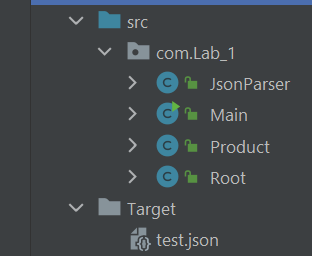 src
com.Lab_1
JsonParser
Main
Product
Root
Target
test.json